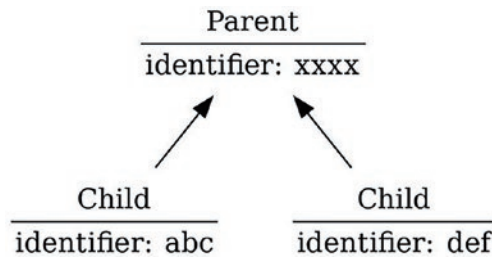 Parent
identifier: xxxx
Child
identifier: abc
Child
identifier: def